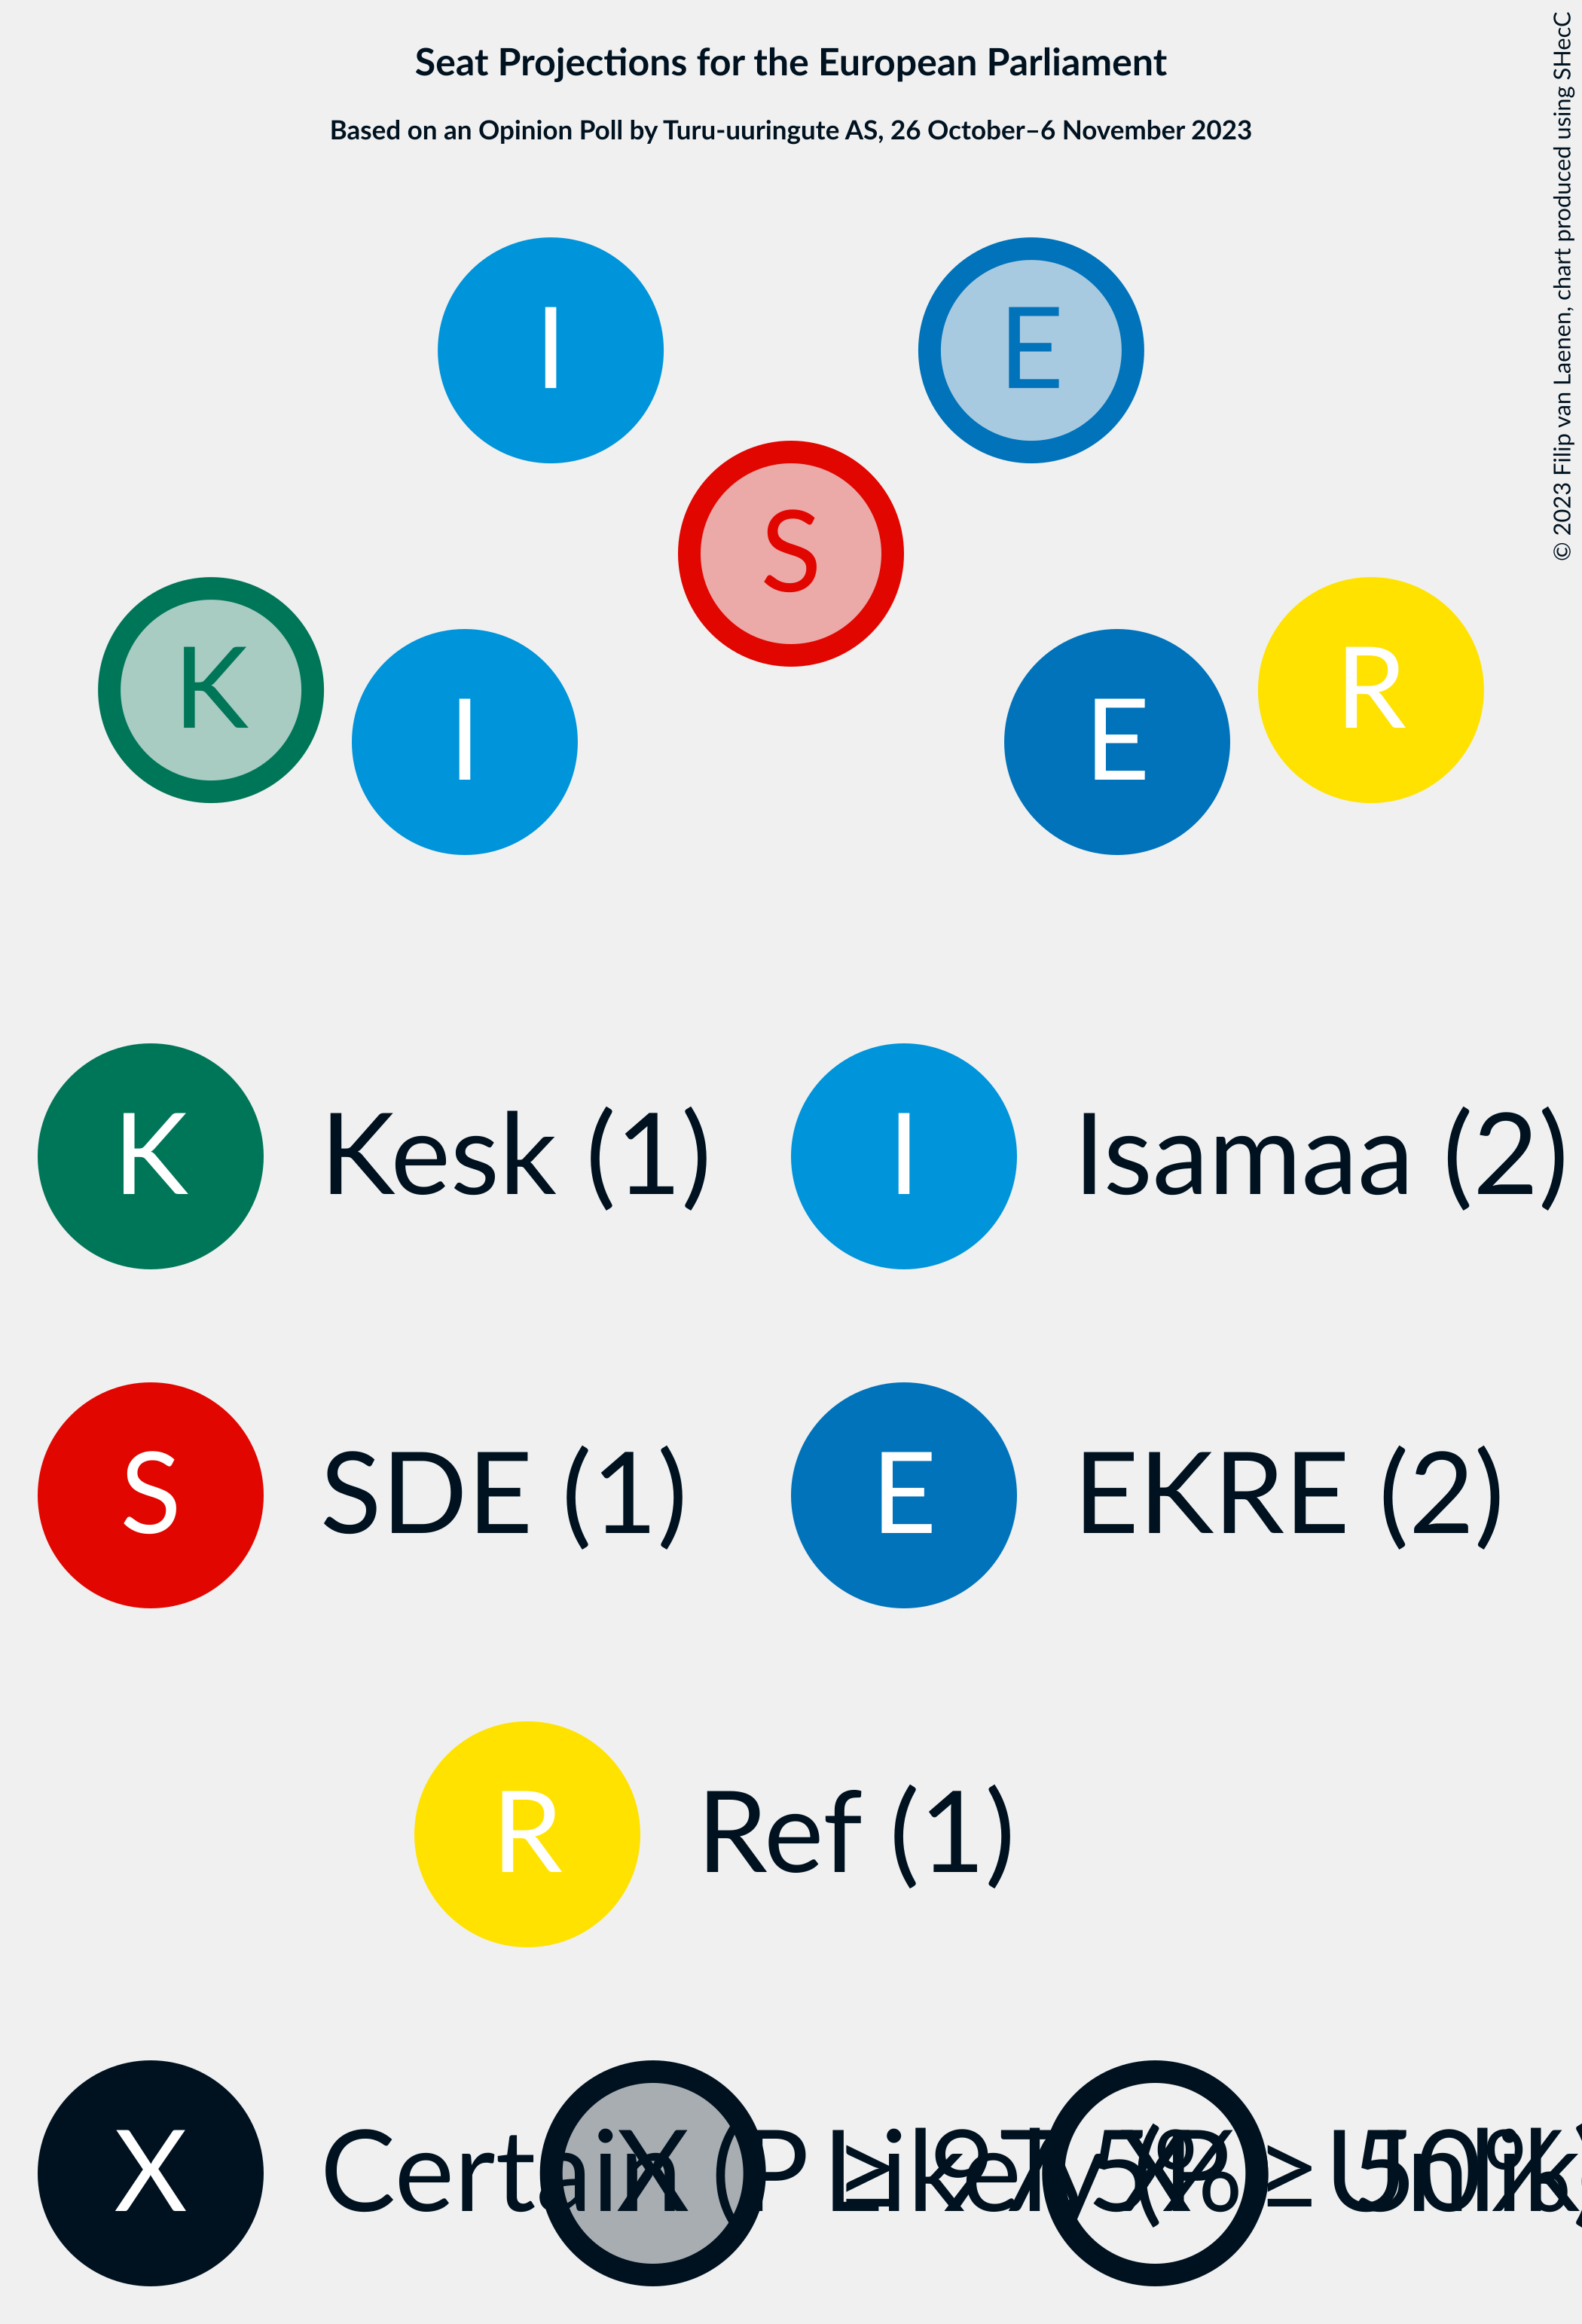 Seat Projections for the European Parliament
Based on an Opinion Poll by Turu-uuringute AS, 26 October–6 November 2023
© 2023 Filip van Laenen, chart produced using SHecC
I
E
S
K
R
I
E
K Kesk (1)
I Isamaa (2)
S SDE (1)
E EKRE (2)
R Ref (1)
X Certain (P ≥
X Likely (
X